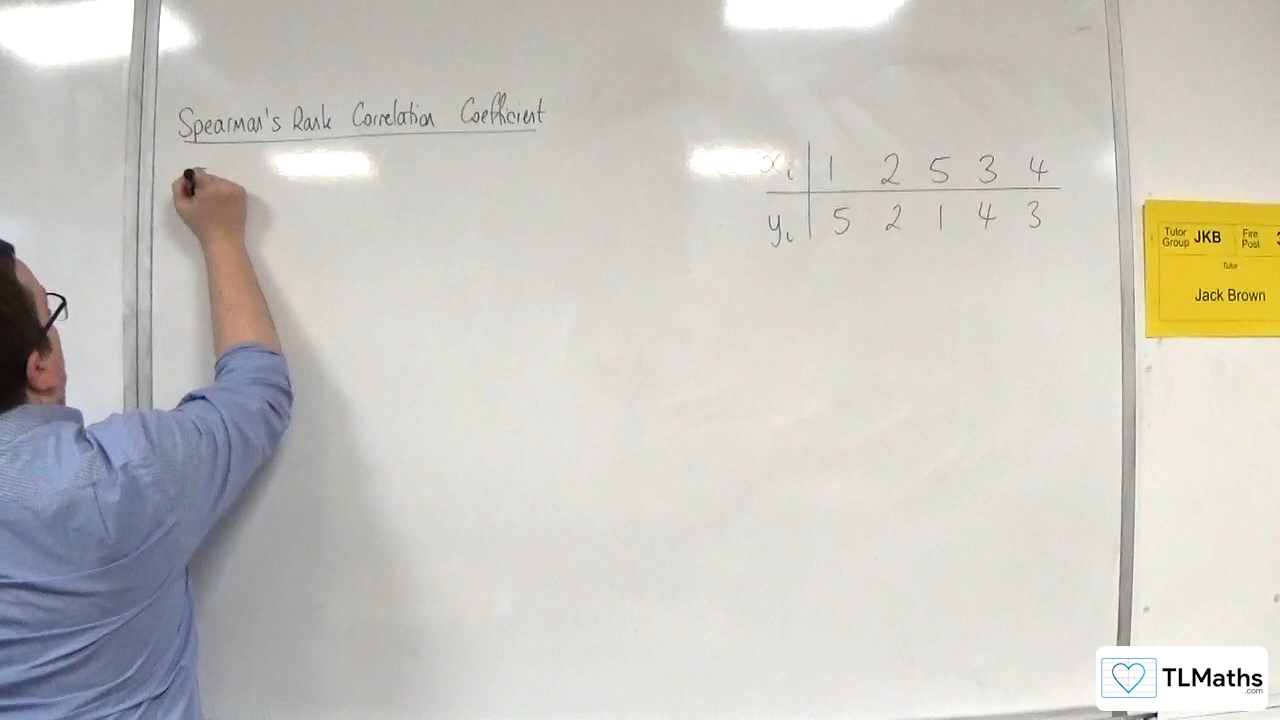 Spearman's Rank Correlation Coefficient
xi 1 2 5 3 4
yi 5 2 1 4 3
Tutor Group JKB Fire Post
Tutor
Jack Brown
TLMaths
.com